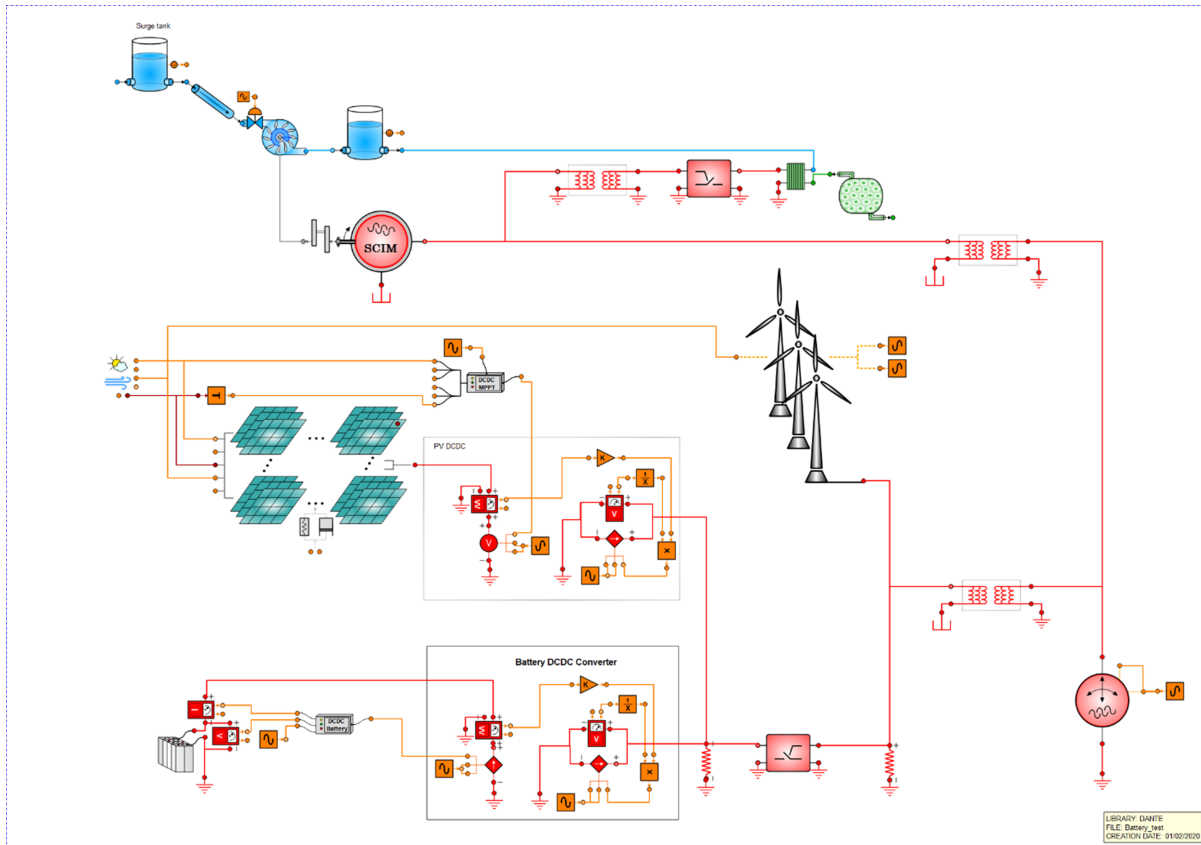 Surge tank
SCIM
DCDC
MPPT
T
PV DCDC
K
W
1/X
V
V
X
Battery DCDC Converter
K
I
V
DCDC
Battery
W
1/X
V
X
LIBRARY: DANTE
FILE: Battery_test
CREATION DATE: 01/02/2020